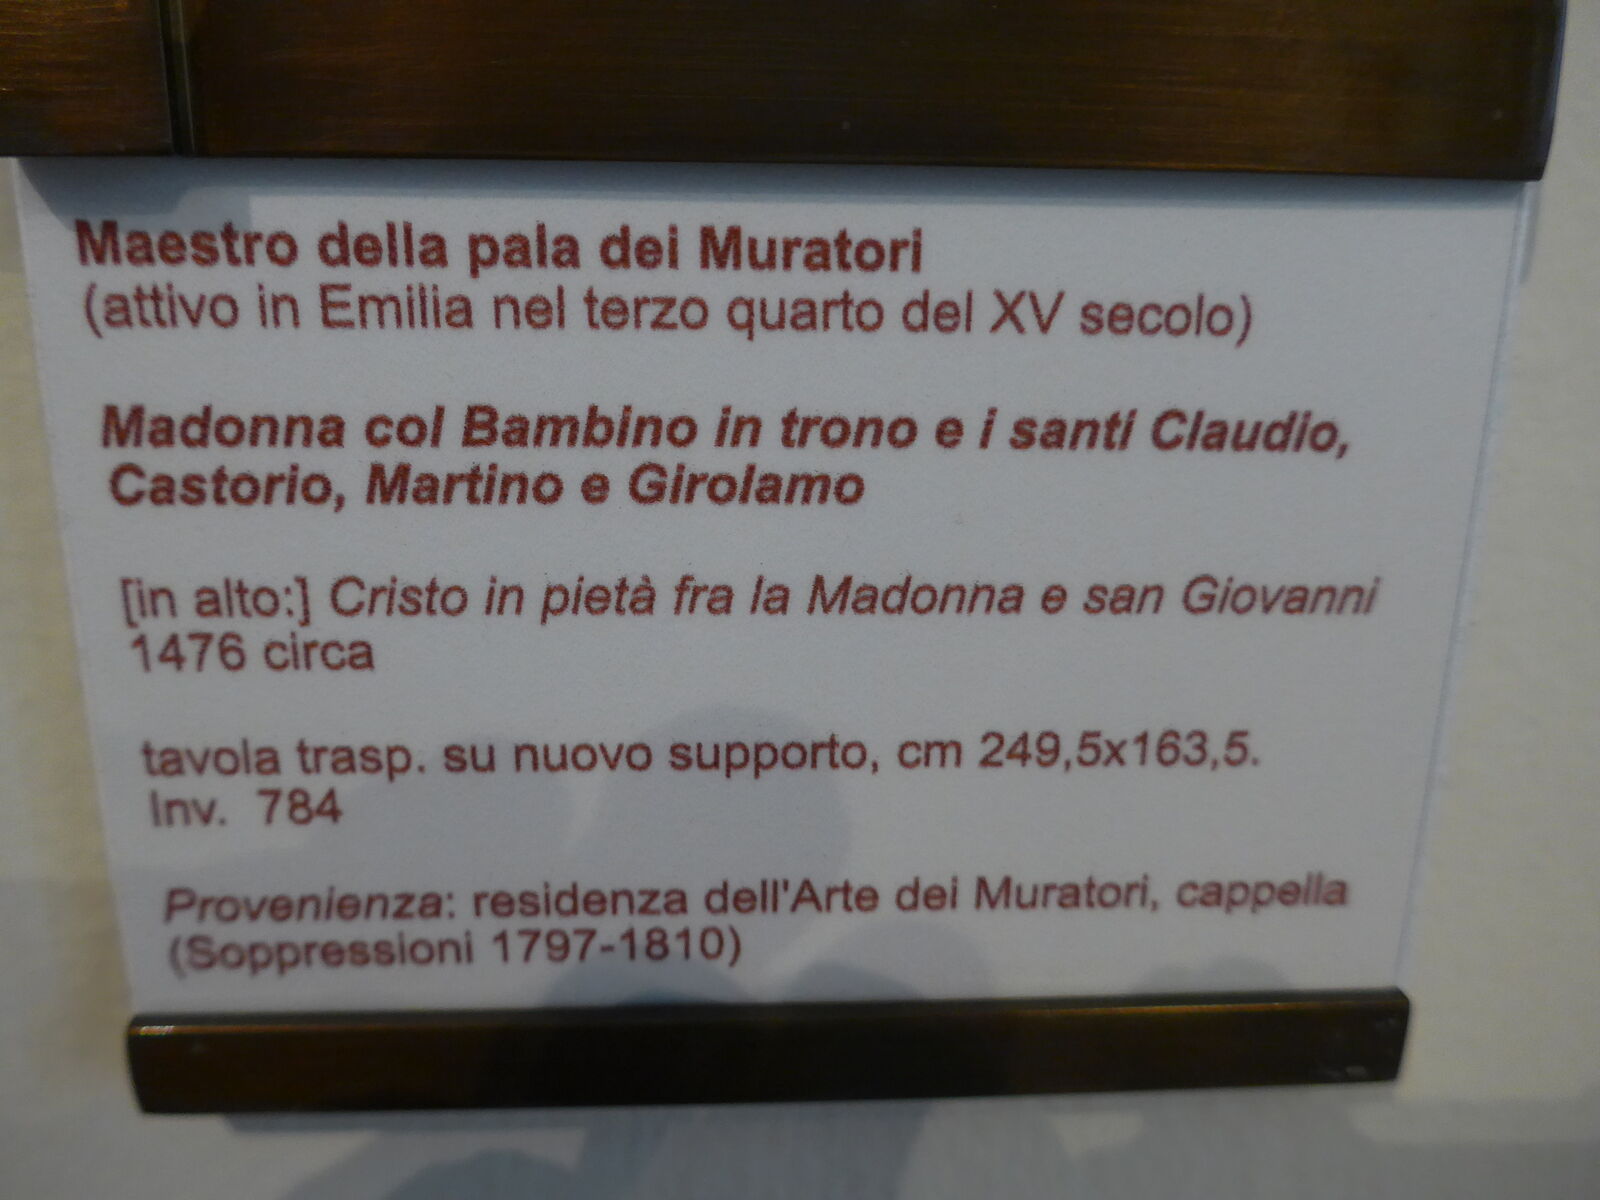 Maestro della pala dei Muratori
(attivo in Emilia nel terzo quarto del XV secolo)
Madonna col Bambino in trono e i santi Claudio,
Castorio, Martino e Girolamo
[in alto:] Cristo in pietà fra la Madonna e san Giovanni
1476 circa
tavola trasp. su nuovo supporto, cm 249,5x163,5.
Inv. 784
Provenienza: residenza dell'Arte dei Muratori, cappella
(Soppressioni 1797-1810)